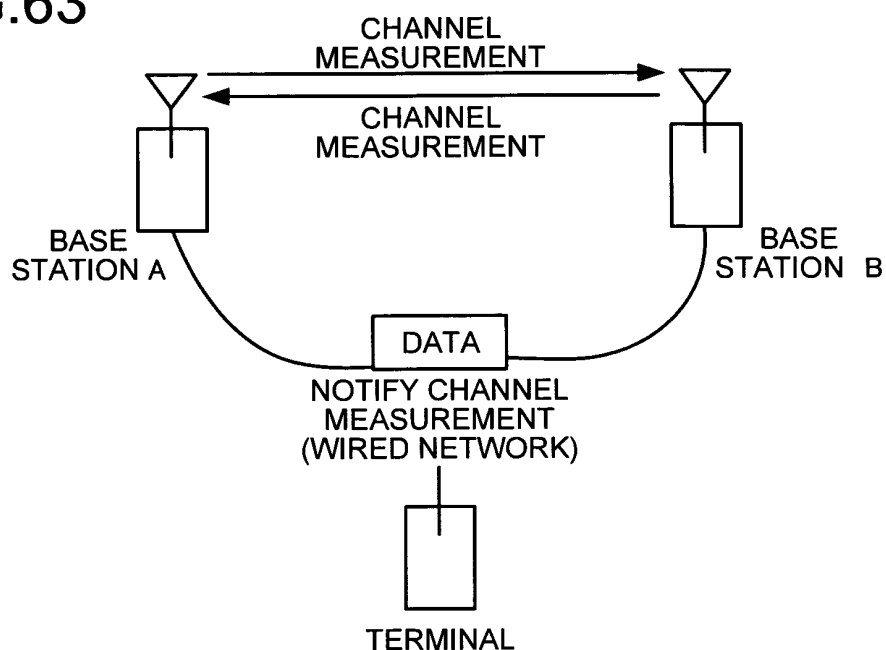 .63
CHANNEL
MEASUREMENT
CHANNEL
MEASUREMENT
BASE
STATION A
BASE
STATION B
DATA
NOTIFY CHANNEL
MEASUREMENT
(WIRED NETWORK)
TERMINAL